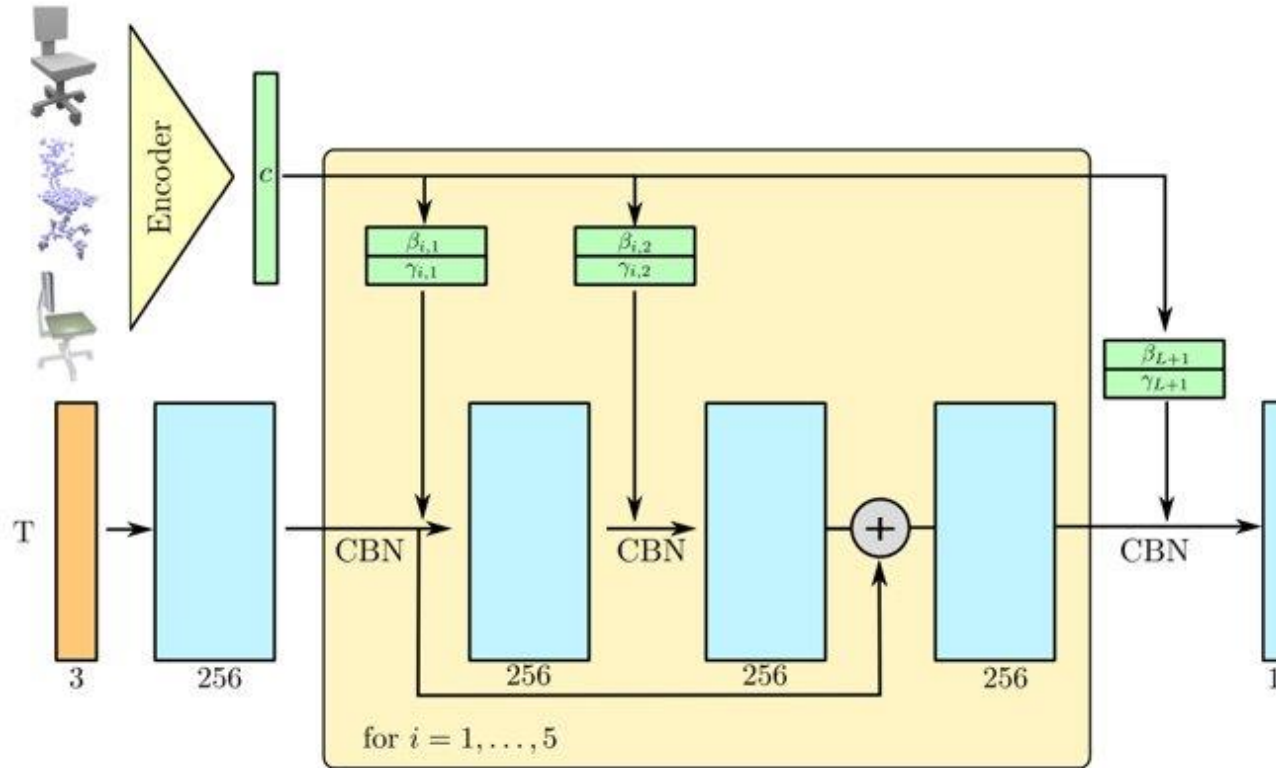 Encoder
c
β_{i,1}
γ_{i,1}
β_{i,2}
γ_{i,2}
β_{L+1}
γ_{L+1}
T
CBN
CBN
+
CBN
3
256
256
256
256
1
for i = 1, . . . , 5